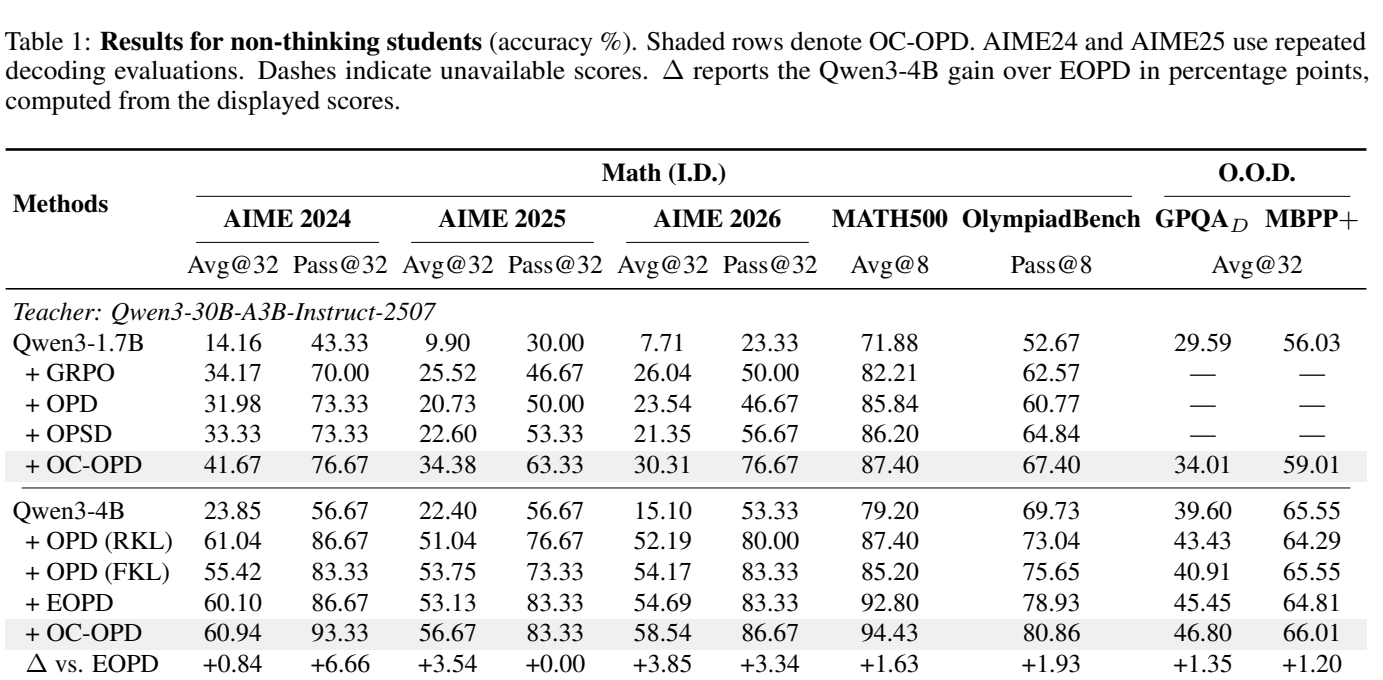 Table 1: Results for non-thinking students (accuracy %). Shaded rows denote OC-OPD. AIME24 and AIME25 use repeated
decoding evaluations. Dashes indicate unavailable scores. Δ reports the Qwen3-4B gain over EOPD in percentage points,
computed from the displayed scores.
Methods Math (I.D.) O.O.D.
AIME 2024 AIME 2025 AIME 2026 MATH500 OlympiadBench GPQA_D MBPP+
Avg@32 Pass@32 Avg@32 Pass@32 Avg@32 Pass@32 Avg@8 Pass@8 Avg@32
Teacher: Qwen3-30B-A3B-Instruct-2507
Qwen3-1.7B 14.16 43.33 9.90 30.00 7.71 23.33 71.88 52.67 29.59 56.03
+ GRPO 34.17 70.00 25.52 46.67 26.04 50.00 82.21 62.57 — —
+ OPD 31.98 73.33 20.73 50.00 23.54 46.67 85.84 60.77 — —
+ OPSD 33.33 73.33 22.60 53.33 21.35 56.67 86.20 64.84 — —
+ OC-OPD 41.67 76.67 34.38 63.33 30.31 76.67 87.40 67.40 34.01 59.01
Qwen3-4B 23.85 56.67 22.40 56.67 15.10 53.33 79.20 69.73 39.60 65.55
+ OPD (RKL) 61.04 86.67 51.04 76.67 52.19 80.00 87.40 73.04 43.43 64.29
+ OPD (FKL) 55.42 83.33 53.75 73.33 54.17 83.33 85.20 75.65 40.91 65.55
+ EOPD 60.10 86.67 53.13 83.33 54.69 83.33 92.80 78.93 45.45 64.81
+ OC-OPD 60.94 93.33 56.67 83.33 58.54 86.67 94.43 80.86 46.80 66.01
Δ vs. EOPD +0.84 +6.66 +3.54 +0.00 +3.85 +3.34 +1.63 +1.93 +1.35 +1.20